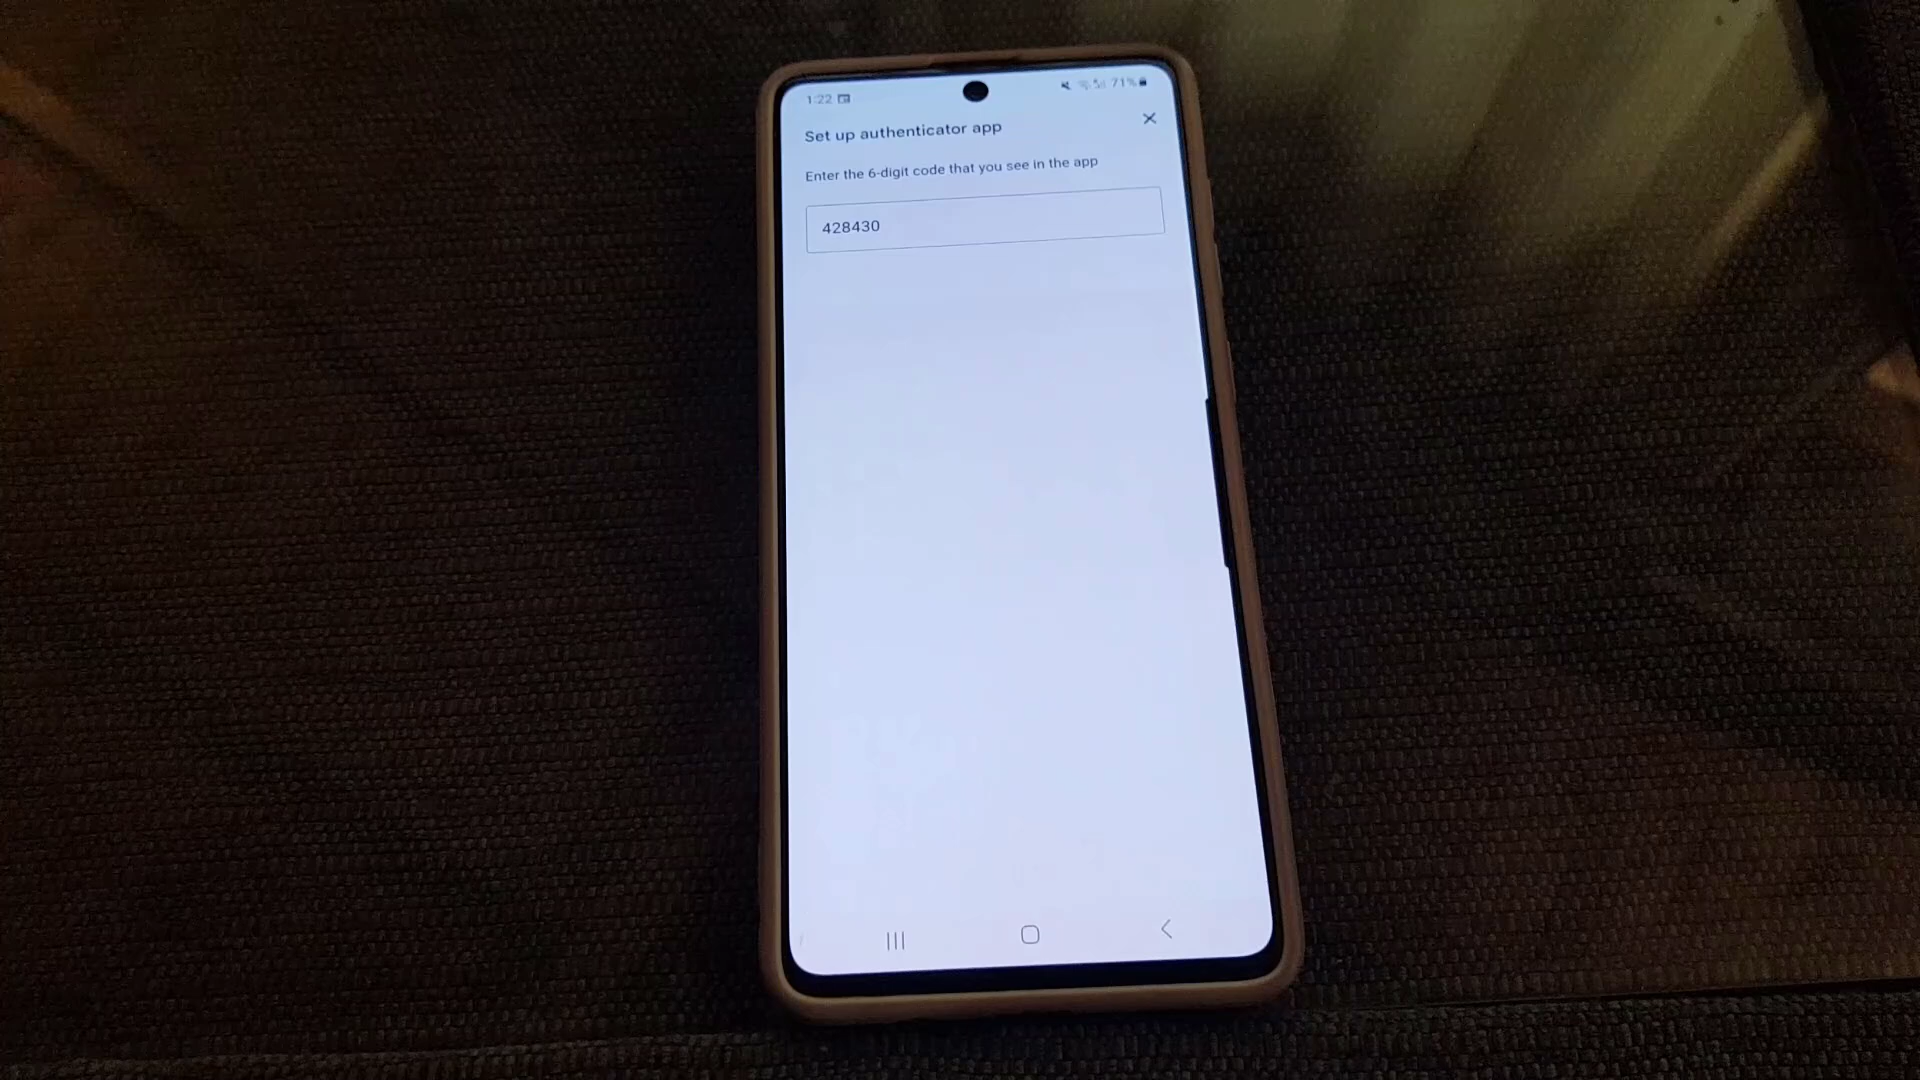 1:22
71%
Set up authenticator app
Enter the 6-digit code that you see in the app
428430